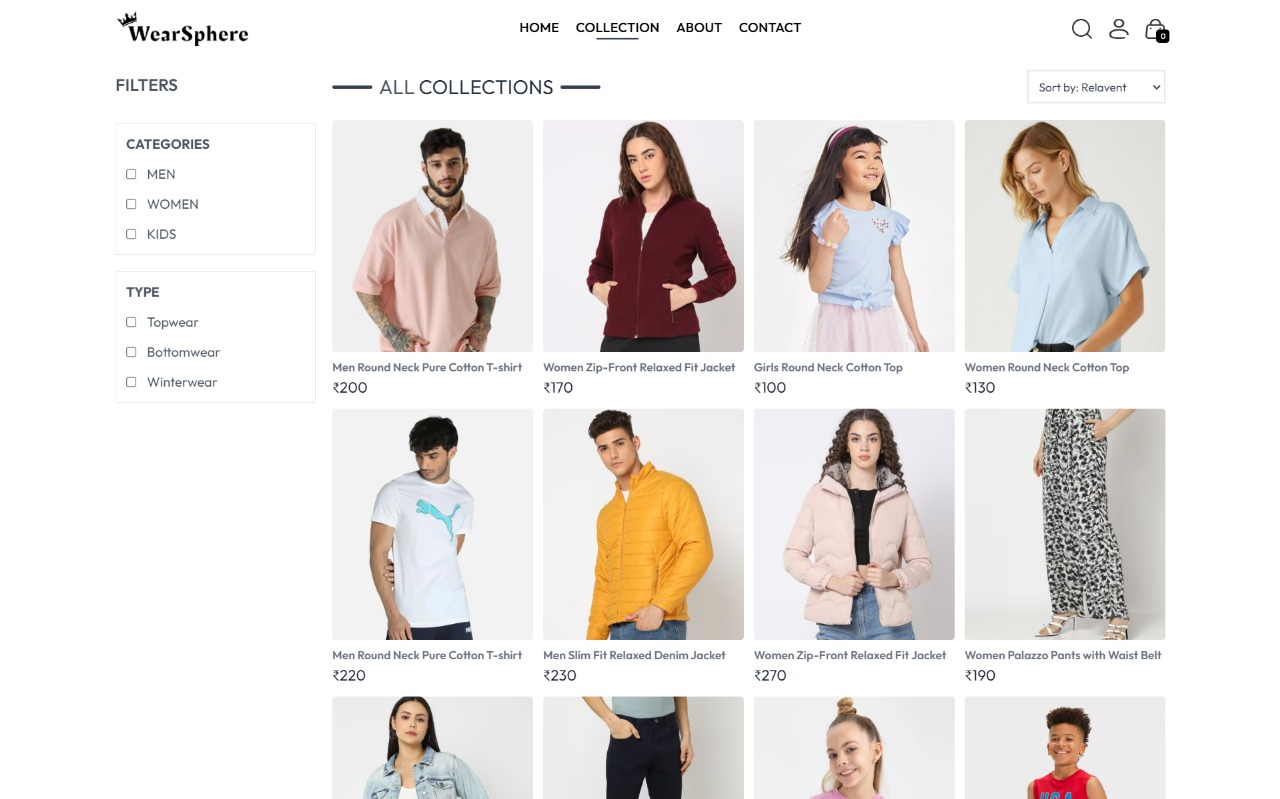 WearSphere
HOME COLLECTION ABOUT CONTACT
0
FILTERS
CATEGORIES
MEN
WOMEN
KIDS
TYPE
Topwear
Bottomwear
Winterwear
ALL COLLECTIONS
Sort by: Relavent
Men Round Neck Pure Cotton T-shirt
₹200
Women Zip-Front Relaxed Fit Jacket
₹170
Girls Round Neck Cotton Top
₹100
Women Round Neck Cotton Top
₹130
Men Round Neck Pure Cotton T-shirt
₹220
Men Slim Fit Relaxed Denim Jacket
₹230
Women Zip-Front Relaxed Fit Jacket
₹270
Women Palazzo Pants with Waist Belt
₹190
USA